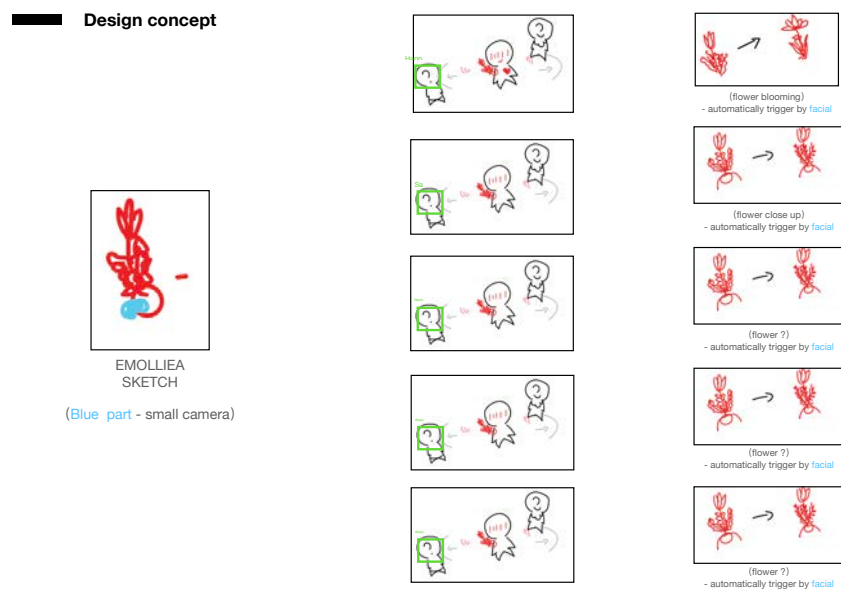 Design concept
EMOLLIEA
SKETCH
(Blue part - small camera)
(flower blooming)
- automatically trigger by facial
(flower close up)
- automatically trigger by facial
(flower ?)
- automatically trigger by facial
(flower ?)
- automatically trigger by facial
(flower ?)
- automatically trigger by facial